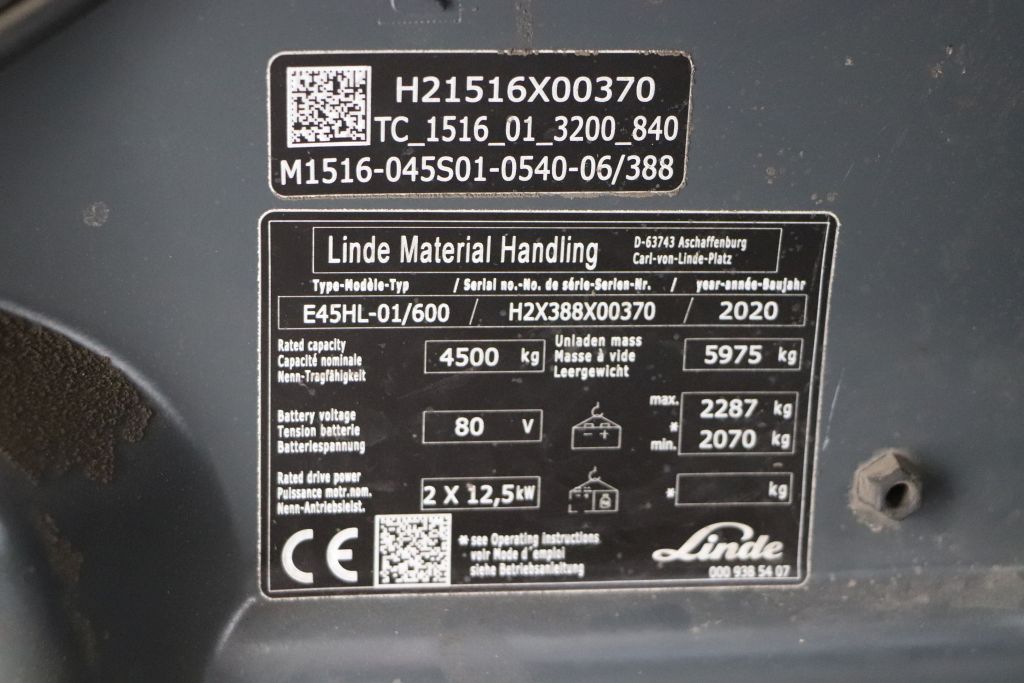 H21516X00370
TC_1516_01_3200_840
M1516-045S01-0540-06/388
Linde Material Handling
D-63743 Aschaffenburg
Carl-von-Linde-Platz
Type-Modèle-Typ / Serial no.-No. de série-Serien-Nr. / year-année-Baujahr
E45HL-01/600 / H2X388X00370 / 2020
Rated capacity
Capacité nominale
Nenn-Tragfähigkeit
4500 kg
Unladen mass
Masse à vide
Leergewicht
5975 kg
Battery voltage
Tension batterie
Batteriespannung
80 V
- +
max. 2287 kg
*
min. 2070 kg
Rated drive power
Puissance motr.nom.
Nenn-Antriebsleist.
2 X 12,5kW
* kg
CE
* see Operating instructions
voir Mode d'emploi
siehe Betriebsanleitung
Linde
000 938 54 07